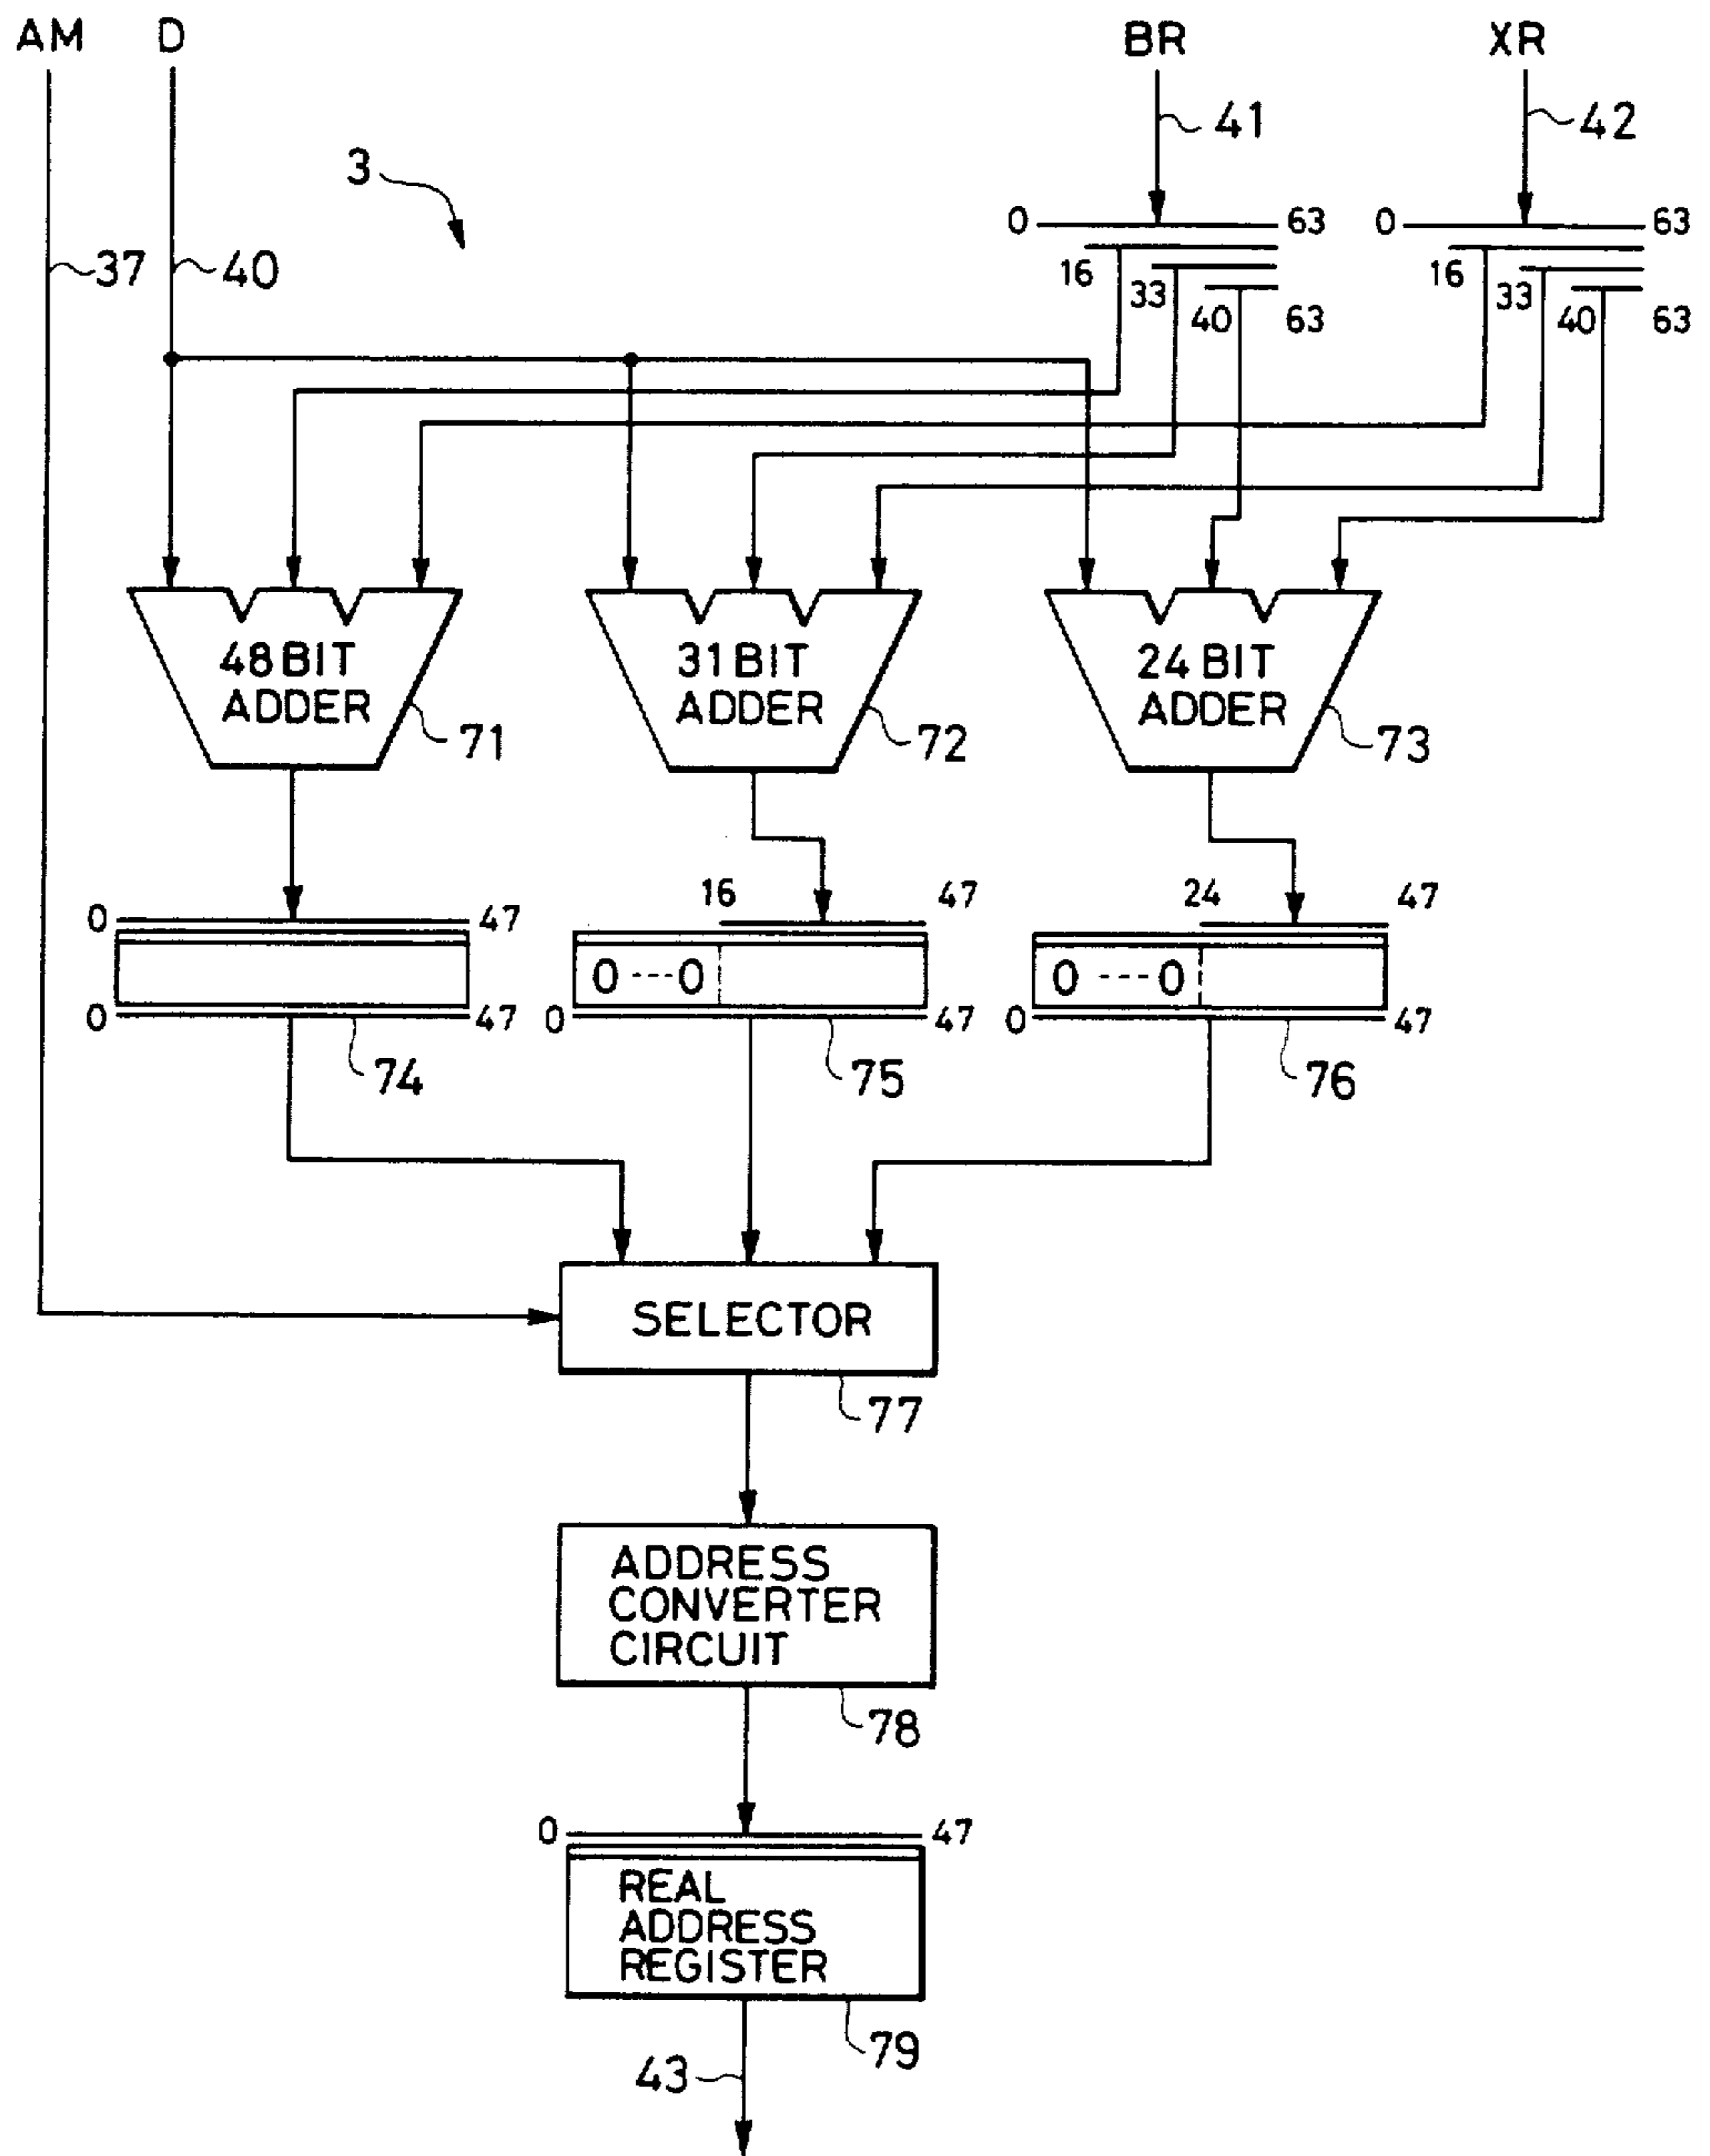 AM D BR XR
41 42
3
0 63 0 63
37 40
16 16
33 33
40 63 40 63
48 BIT
ADDER
31 BIT
ADDER
24 BIT
ADDER
71 72 73
16 47 24 47
0 47
0---0 0 ---0
0 47 0 47 0 47
74 75 76
SELECTOR
77
ADDRESS
CONVERTER
CIRCUIT
78
0 47
REAL
ADDRESS
REGISTER
79
43